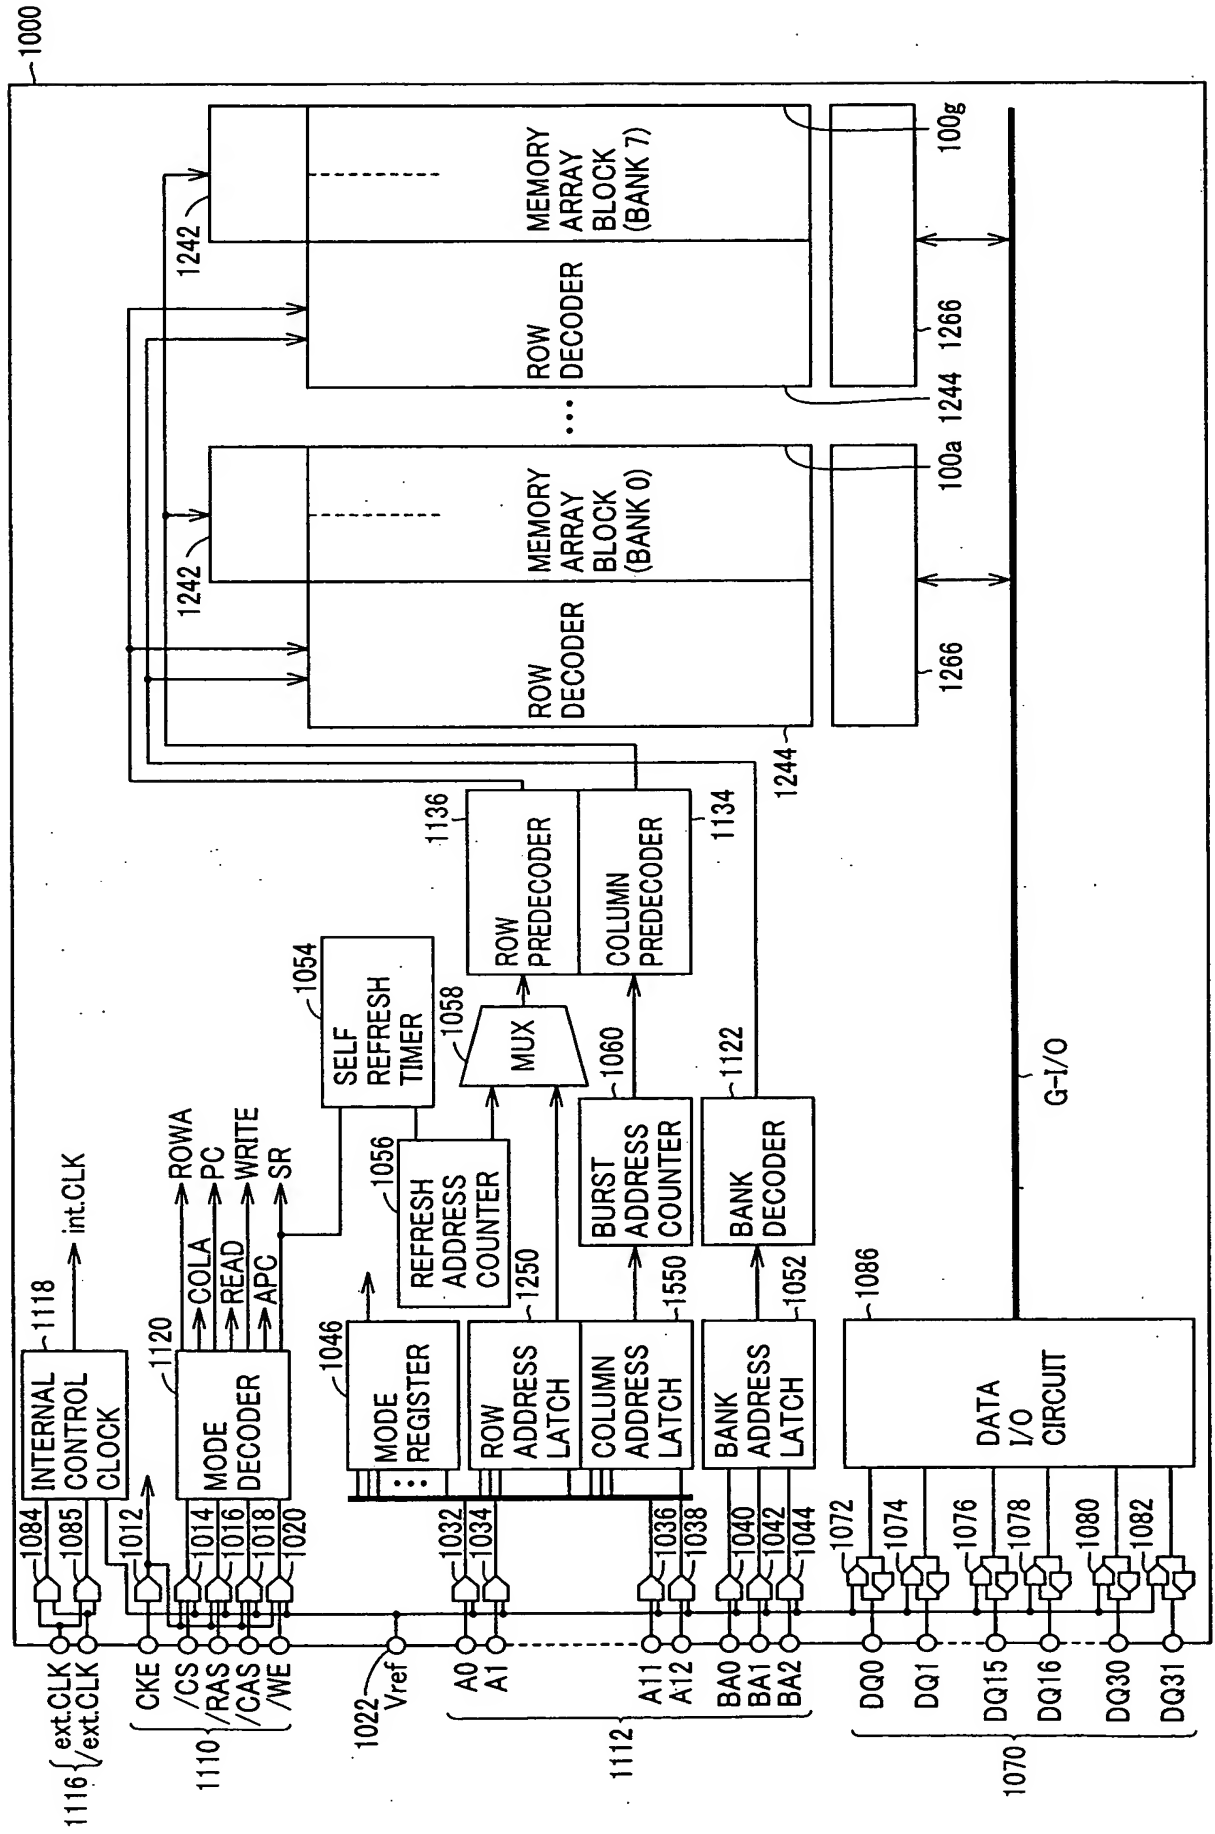 1000
1116
ext.CLK
/ext.CLK
1084
1085
INTERNAL
CONTROL
CLOCK
1118
int.CLK
1110
CKE
/CS
/RAS
/CAS
/WE
1012
1014
1016
1018
1020
MODE
DECODER
1120
ROWA
COLA
PC
READ
WRITE
APC
SR
1022
Vref
1046
MODE
REGISTER
1054
SELF
REFRESH
TIMER
1056
REFRESH
ADDRESS
COUNTER
1112
A0
A1
A11
A12
BA0
BA1
BA2
1032
1034
1036
1038
1040
1042
1044
ROW
ADDRESS
LATCH
1250
COLUMN
ADDRESS
LATCH
1550
BANK
ADDRESS
LATCH
1052
MUX
1058
BURST
ADDRESS
COUNTER
1060
BANK
DECODER
1122
ROW
PREDECODER
1136
COLUMN
PREDECODER
1134
1242
ROW
DECODER
1244
MEMORY
ARRAY
BLOCK
(BANK 0)
100a
1266
...
1242
ROW
DECODER
1244
MEMORY
ARRAY
BLOCK
(BANK 7)
100g
1266
1070
DQ0
DQ1
DQ15
DQ16
DQ30
DQ31
1072
1074
1076
1078
1080
1082
DATA
I/O
CIRCUIT
1086
G-I/O